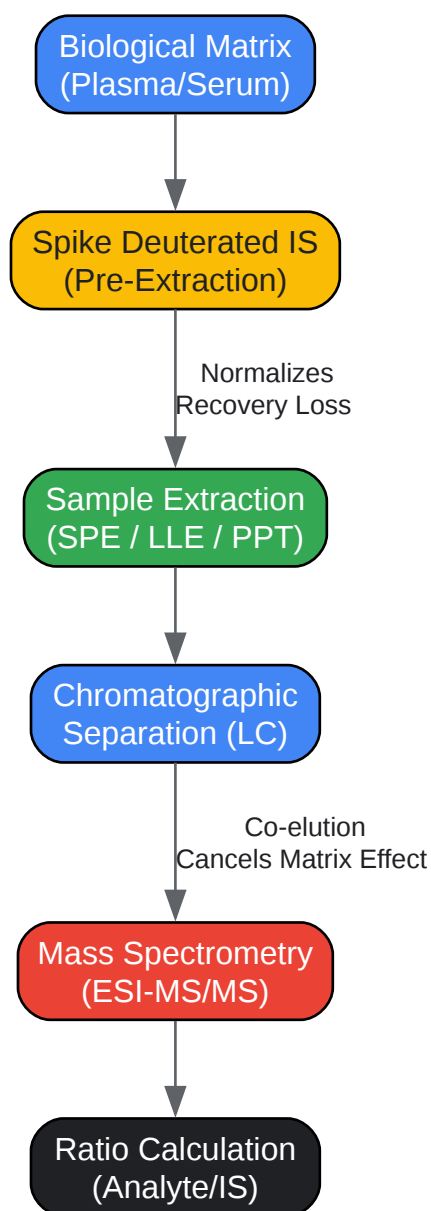 Biological Matrix
(Plasma/Serum)
Spike Deuterated IS
(Pre-Extraction)
Normalizes
Recovery Loss
Sample Extraction
(SPE / LLE / PPT)
Chromatographic
Separation (LC)
Co-elution
Cancels Matrix Effect
Mass Spectrometry
(ESI-MS/MS)
Ratio Calculation
(Analyte/IS)